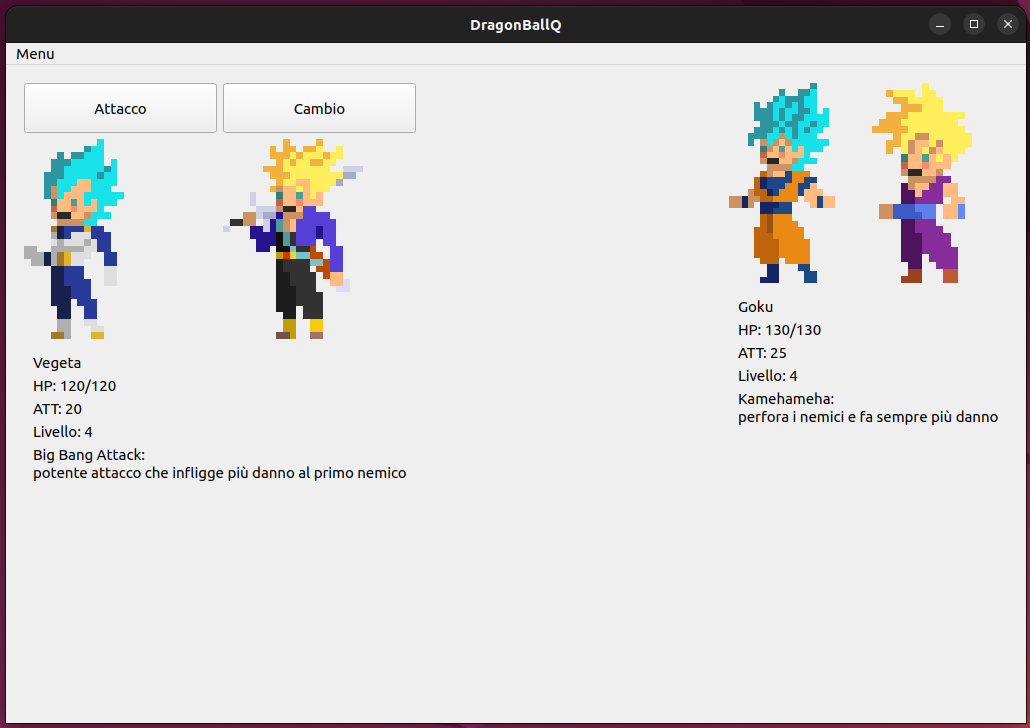 DragonBallQ
Menu
Attacco
Cambio
Vegeta
HP: 120/120
ATT: 20
Livello: 4
Big Bang Attack:
potente attacco che infligge più danno al primo nemico
Goku
HP: 130/130
ATT: 25
Livello: 4
Kamehameha:
perfora i nemici e fa sempre più danno